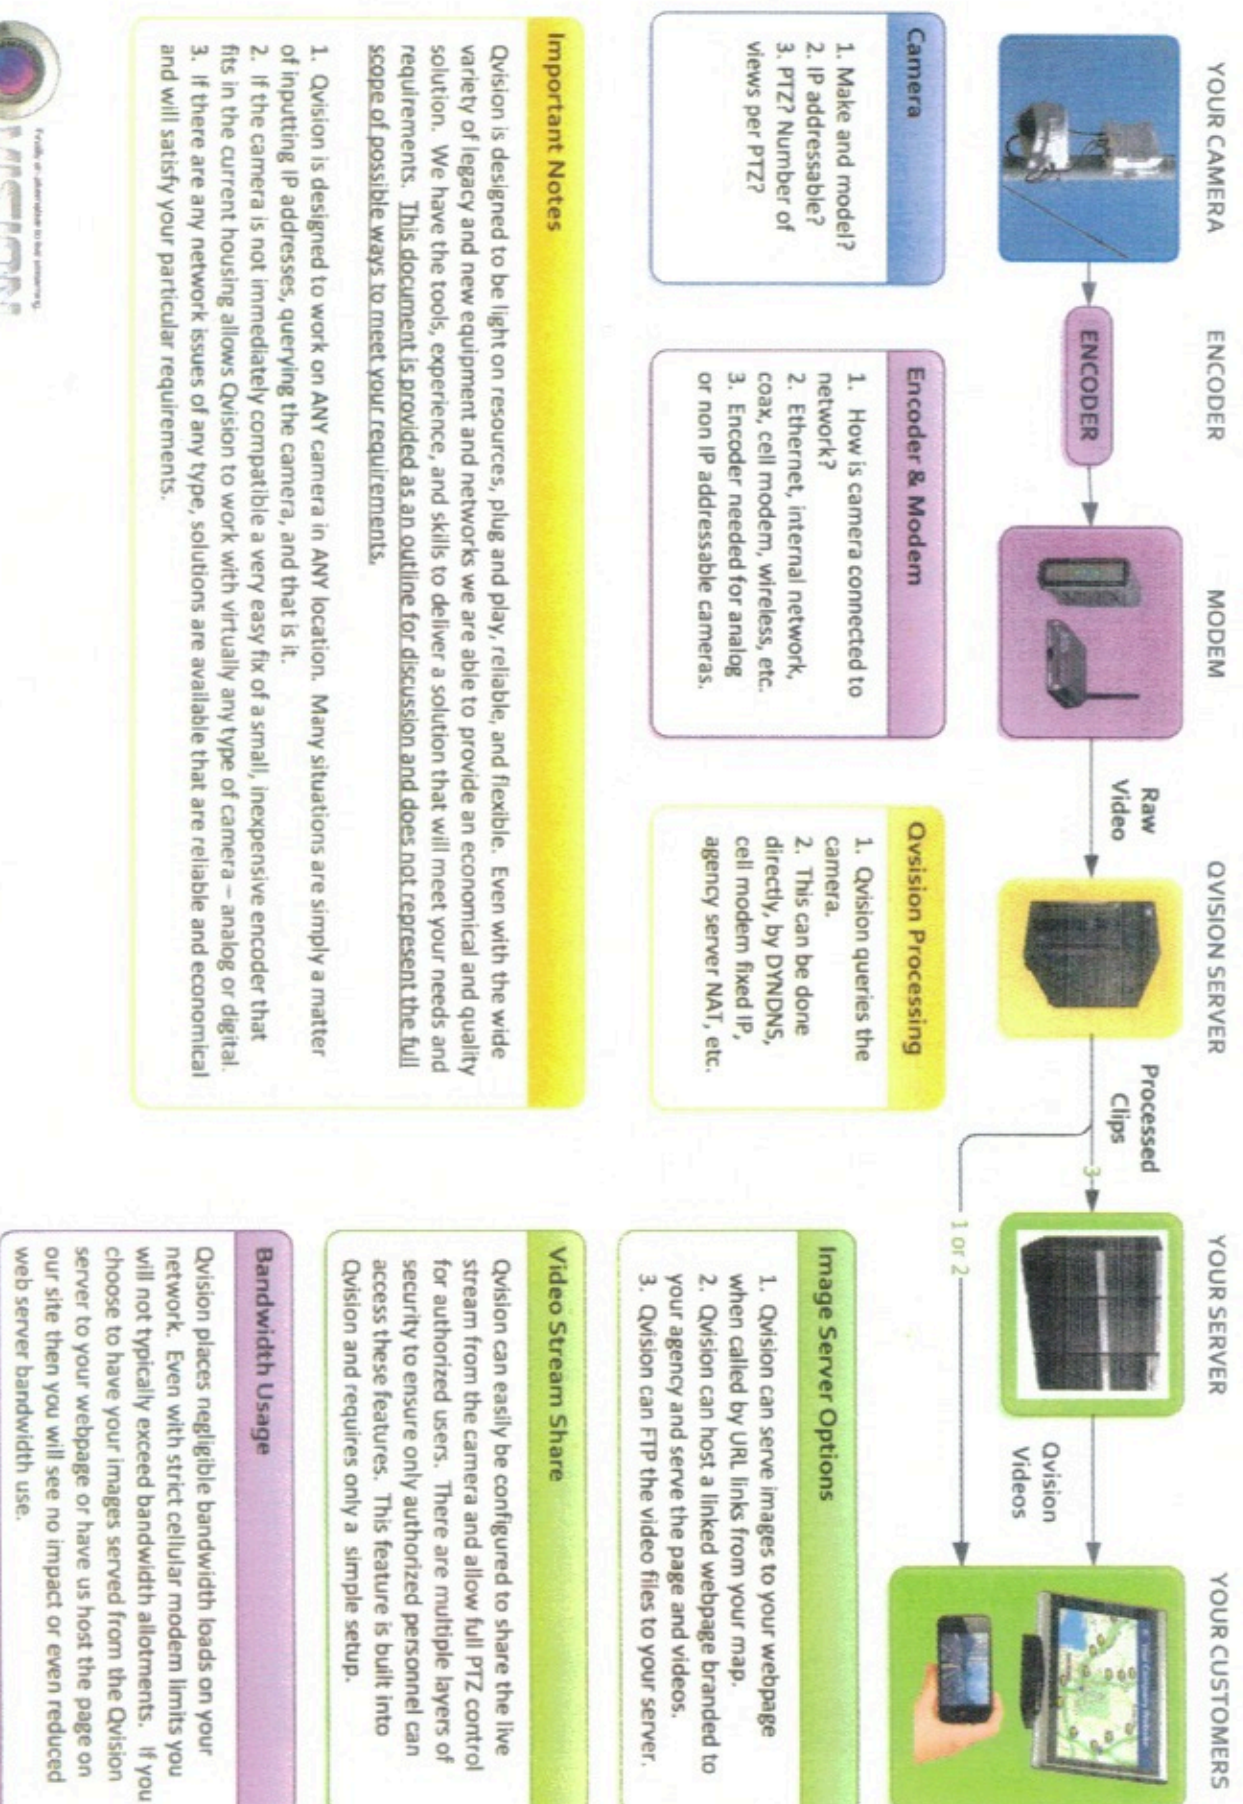 YOUR CAMERA
ENCODER
MODEM
QVISION SERVER
YOUR SERVER
YOUR CUSTOMERS
ENCODER
Raw
Video
Processed
Clips
3
1 or 2
Qvision
Videos
Camera
1. Make and model?
2. IP addressable?
3. PTZ? Number of
views per PTZ?
Encoder & Modem
1. How is camera connected to
network?
2. Ethernet, internal network,
coax, cell modem, wireless, etc.
3. Encoder needed for analog
or non IP addressable cameras.
Qvsision Processing
1. Qvision queries the
camera.
2. This can be done
directly, by DYNDNS,
cell modem fixed IP,
agency server NAT, etc.
Image Server Options
1. Qvision can serve images to your webpage
when called by URL links from your map.
2. Qvision can host a linked webpage branded to
your agency and serve the page and videos.
3. Qvision can FTP the video files to your server.
Important Notes
Qvision is designed to be light on resources, plug and play, reliable, and flexible. Even with the wide
variety of legacy and new equipment and networks we are able to provide an economical and quality
solution. We have the tools, experience, and skills to deliver a solution that will meet your needs and
requirements. This document is provided as an outline for discussion and does not represent the full
scope of possible ways to meet your requirements.
1. Qvision is designed to work on ANY camera in ANY location. Many situations are simply a matter
of inputting IP addresses, querying the camera, and that is it.
2. If the camera is not immediately compatible a very easy fix of a small, inexpensive encoder that
fits in the current housing allows Qvision to work with virtually any type of camera – analog or digital.
3. If there are any network issues of any type, solutions are available that are reliable and economical
and will satisfy your particular requirements.
Video Stream Share
Qvision can easily be configured to share the live
stream from the camera and allow full PTZ control
for authorized users. There are multiple layers of
security to ensure only authorized personnel can
access these features. This feature is built into
Qvision and requires only a simple setup.
Bandwidth Usage
Qvision places negligible bandwidth loads on your
network. Even with strict cellular modem limits you
will not typically exceed bandwidth allotments. If you
choose to have your images served from the Qvision
server to your webpage or have us host the page on
our site then you will see no impact or even reduced
web server bandwidth use.